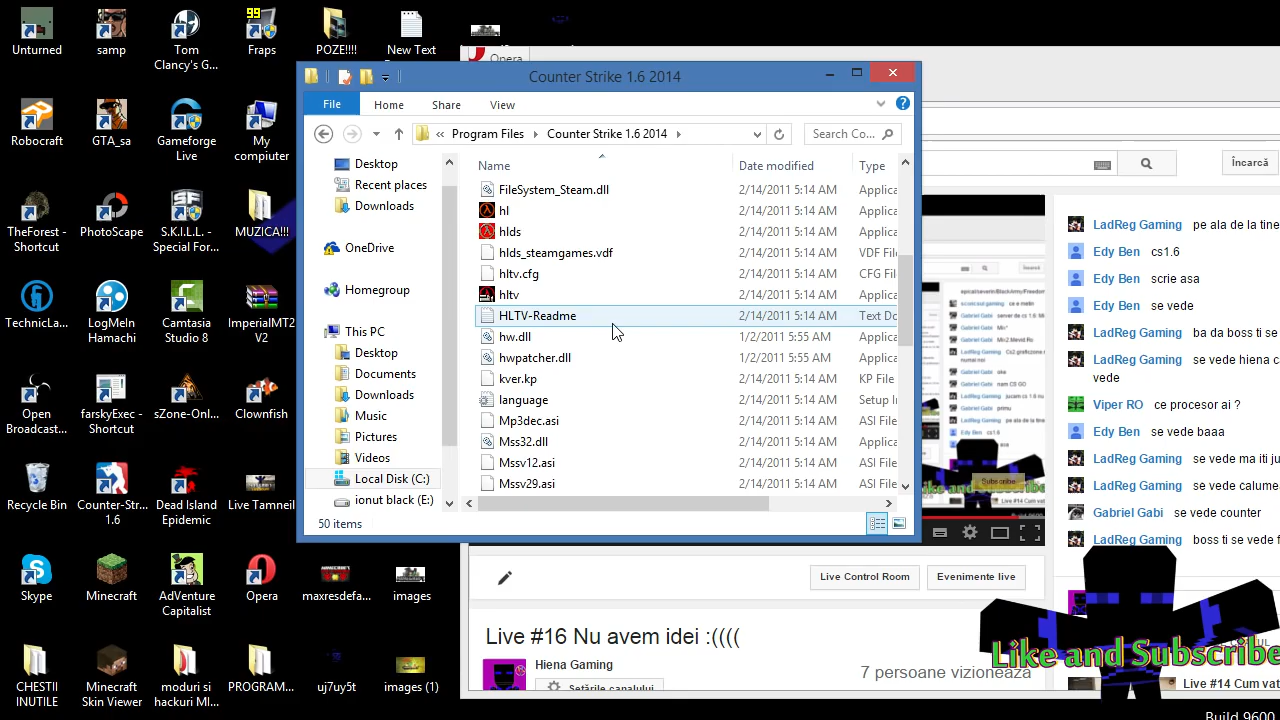 Unturned
samp
Tom
Clancy's G...
99
Fraps
POZE!!!!
New Text
Robocraft
GTA_sa
Gameforge
Live
My
computer
TheForest -
Shortcut
PhotoScape
S.K.I.L.L. -
Special For...
MUZICA!!!
TechnicLa...
LogMeIn
Hamachi
Camtasia
Studio 8
ImperialMT2
V2
Open
Broadcast...
farskyExec -
Shortcut
sZone-Onl...
Clownfish
Recycle Bin
Counter-Str...
1.6
Dead Island
Epidemic
Live Tamneil
Skype
Minecraft
AdVenture
Capitalist
Opera
maxresdefa...
images
CHESTII
INUTILE
Minecraft
Skin Viewer
moduri si
hackuri MI...
PROGRAM...
uj7uy5t
images (1)
Opera
Counter Strike 1.6 2014
File
Home
Share
View
Program Files
Counter Strike 1.6 2014
Search Co...
Desktop
Recent places
Downloads
OneDrive
Homegroup
This PC
Desktop
Documents
Downloads
Music
Pictures
Videos
Local Disk (C:)
ionut black (E:)
Name
Date modified
Type
FileSystem_Steam.dll 2/14/2011 5:14 AM Applica
hl 2/14/2011 5:14 AM Applica
hlds 2/14/2011 5:14 AM Applica
hlds_steamgames.vdf 2/14/2011 5:14 AM VDF File
hltv.cfg 2/14/2011 5:14 AM CFG File
hltv 2/14/2011 5:14 AM Applica
HLTV-Readme 2/14/2011 5:14 AM Text Do
hw.dll 1/2/2011 5:55 AM Applica
hwpatcher.dll 1/2/2011 5:55 AM Applica
kver.kp 2/14/2011 5:14 AM KP File
language 2/14/2011 5:14 AM Setup In
Mp3dec.asi 2/14/2011 5:14 AM ASI File
Mss32.dll 2/14/2011 5:14 AM Applica
Mssv12.asi 2/14/2011 5:14 AM ASI File
Mssv29.asi 2/14/2011 5:14 AM ASI File
50 items
Încarcă
LadReg Gaming pe ala da la tine
Edy Ben cs1.6
Edy Ben scrie asa
Edy Ben se vede
LadReg Gaming ba da boss ti
LadReg Gaming se vede se
vede
Viper RO procesor ai?
Edy Ben se vede baaa
LadReg Gaming se vede ma iti ju
LadReg Gaming se vede calume
Gabriel Gabi se vede counter
LadReg Gaming boss ti se vede f
Subscribe
Live Control Room
Evenimente live
Live #16 Nu avem idei :((((
Hiena Gaming
Setările canalului
7 persoane vizionează
Like and Subscribe
Live #14 Cum vat
Build 9600